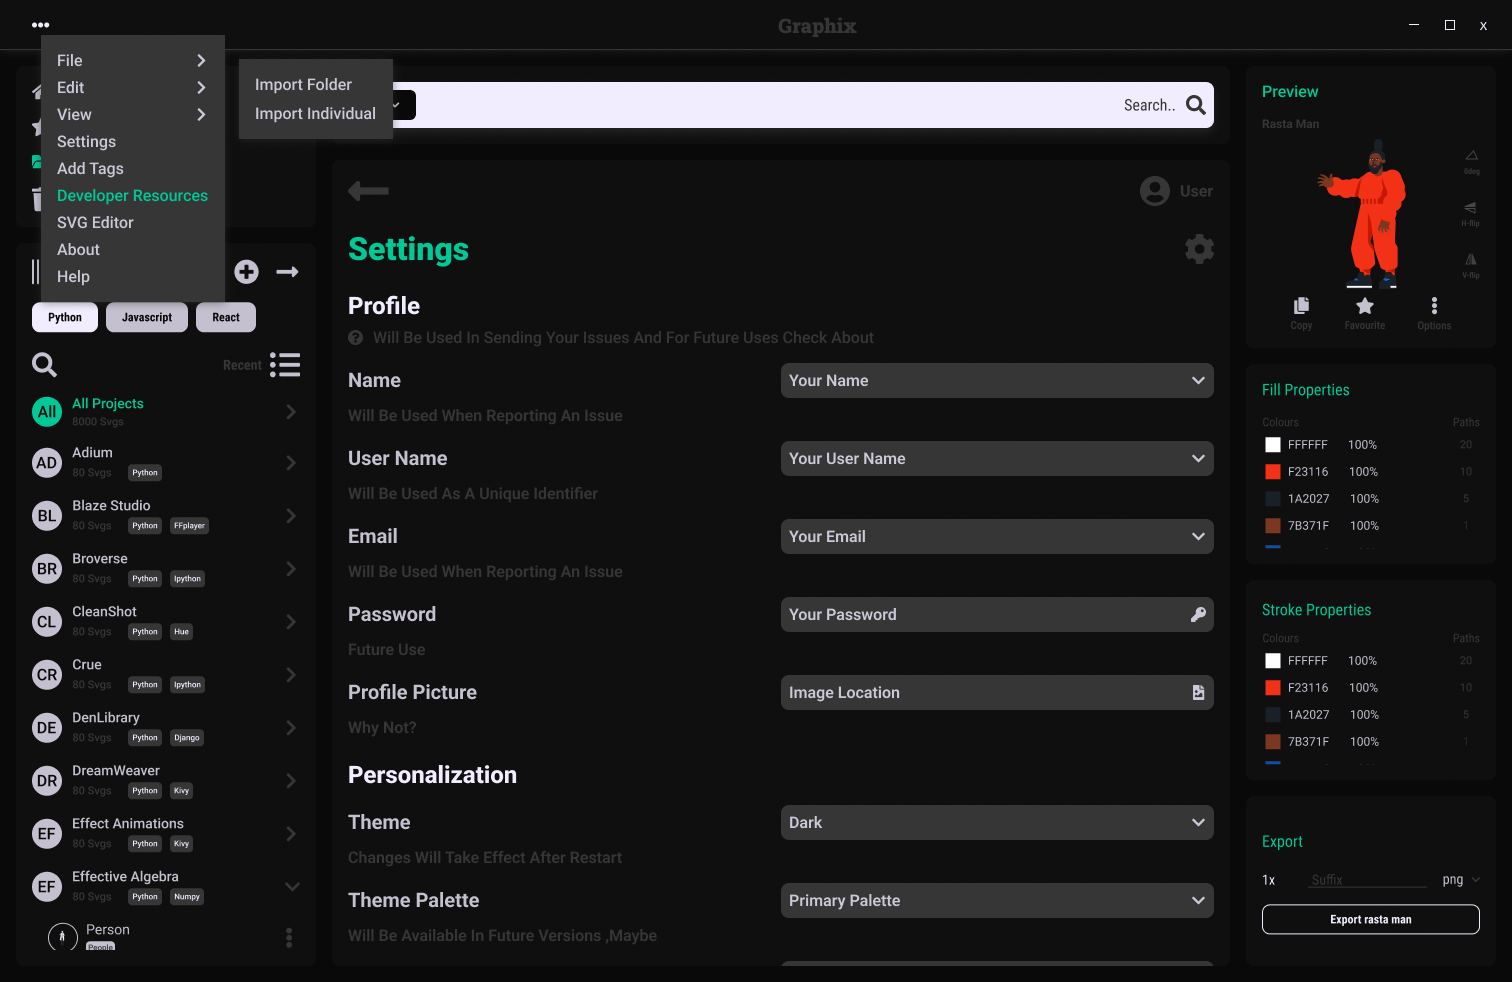 Graphix
x
File
Edit
View
Settings
Add Tags
Developer Resources
SVG Editor
About
Help
Import Folder
Import Individual
Search..
Python
Javascript
React
Recent
All
All Projects
8000 Svgs
AD
Adium
80 Svgs Python
BL
Blaze Studio
80 Svgs Python FFplayer
BR
Broverse
80 Svgs Python Ipython
CL
CleanShot
80 Svgs Python Hue
CR
Crue
80 Svgs Python Ipython
DE
DenLibrary
80 Svgs Python Django
DR
DreamWeaver
80 Svgs Python Kivy
EF
Effect Animations
80 Svgs Python Kivy
EF
Effective Algebra
80 Svgs Python Numpy
Person
People
User
Settings
Profile
Will Be Used In Sending Your Issues And For Future Uses Check About
Name
Your Name
Will Be Used When Reporting An Issue
User Name
Your User Name
Will Be Used As A Unique Identifier
Email
Your Email
Will Be Used When Reporting An Issue
Password
Your Password
Future Use
Profile Picture
Image Location
Why Not?
Personalization
Theme
Dark
Changes Will Take Effect After Restart
Theme Palette
Primary Palette
Will Be Available In Future Versions ,Maybe
Preview
Rasta Man
0deg
H-flip
V-flip
Copy
Favourite
Options
Fill Properties
Colours Paths
FFFFFF 100% 20
F23116 100% 10
1A2027 100% 5
7B371F 100% 1
Stroke Properties
Colours Paths
FFFFFF 100% 20
F23116 100% 10
1A2027 100% 5
7B371F 100% 1
Export
1x Suffix png
Export rasta man